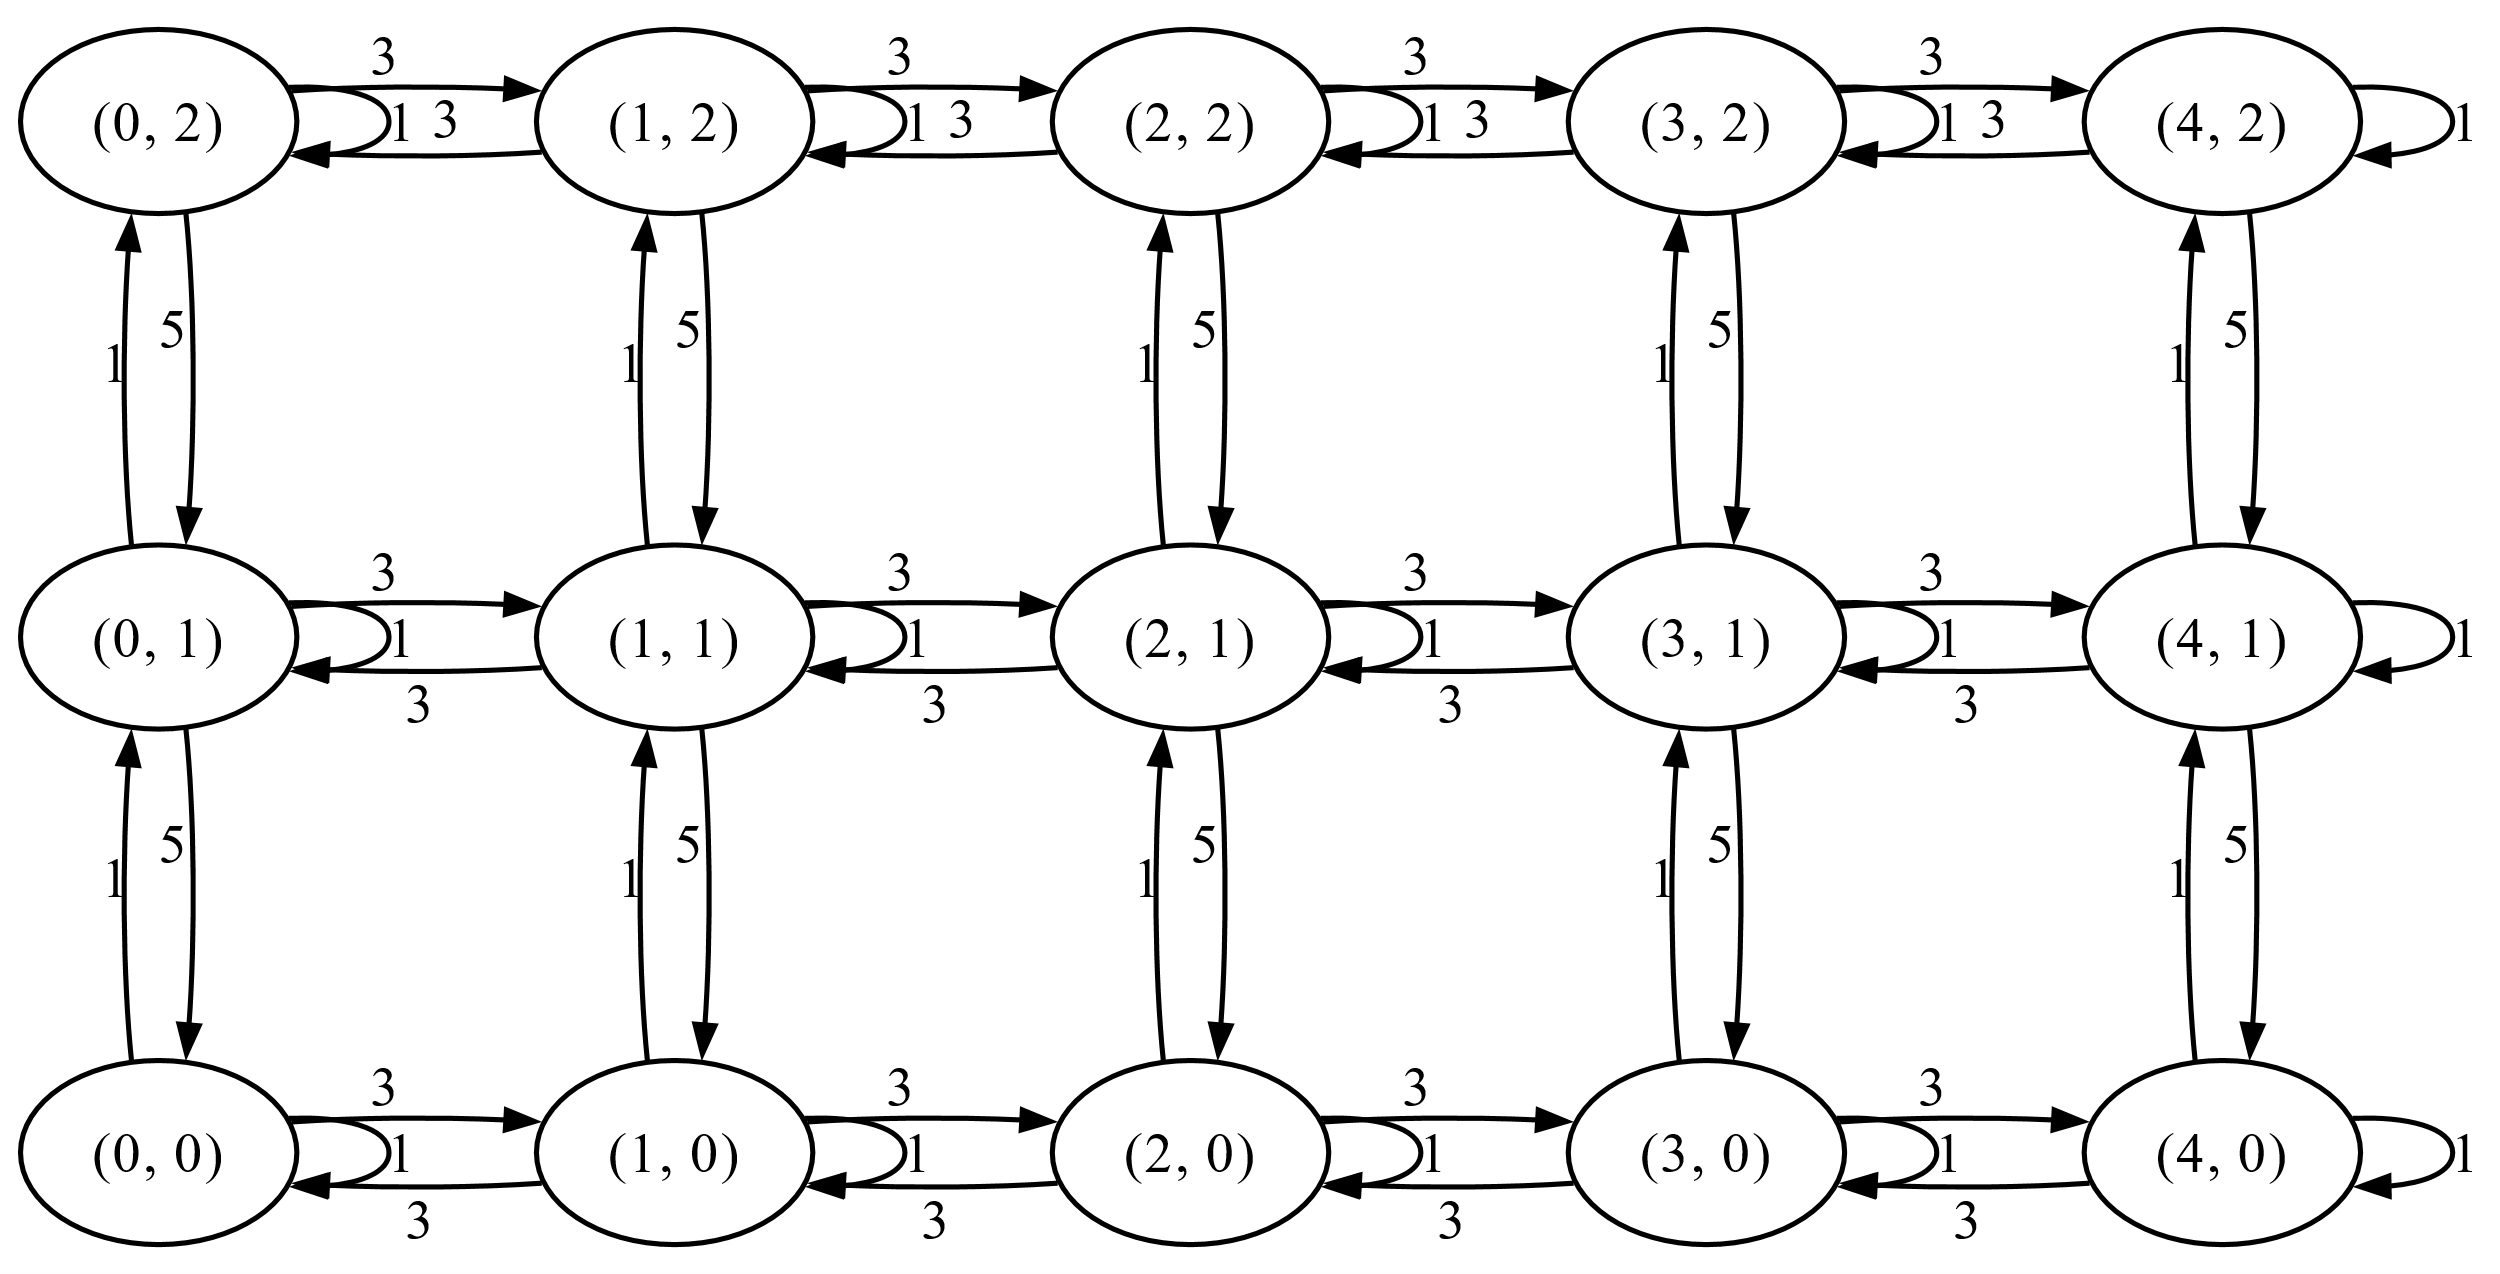 3 3 3 3
(0, 2) 1 3 (1, 2) 1 3 (2, 2) 1 3 (3, 2) 1 3 (4, 2) 1
5 5 5 5 5
1 1 1 1 1
3 3 3 3
(0, 1) 1 (1, 1) 1 (2, 1) 1 (3, 1) 1 (4, 1) 1
3 3 3 3
5 5 5 5 5
1 1 1 1 1
3 3 3 3
(0, 0) 1 (1, 0) 1 (2, 0) 1 (3, 0) 1 (4, 0) 1
3 3 3 3